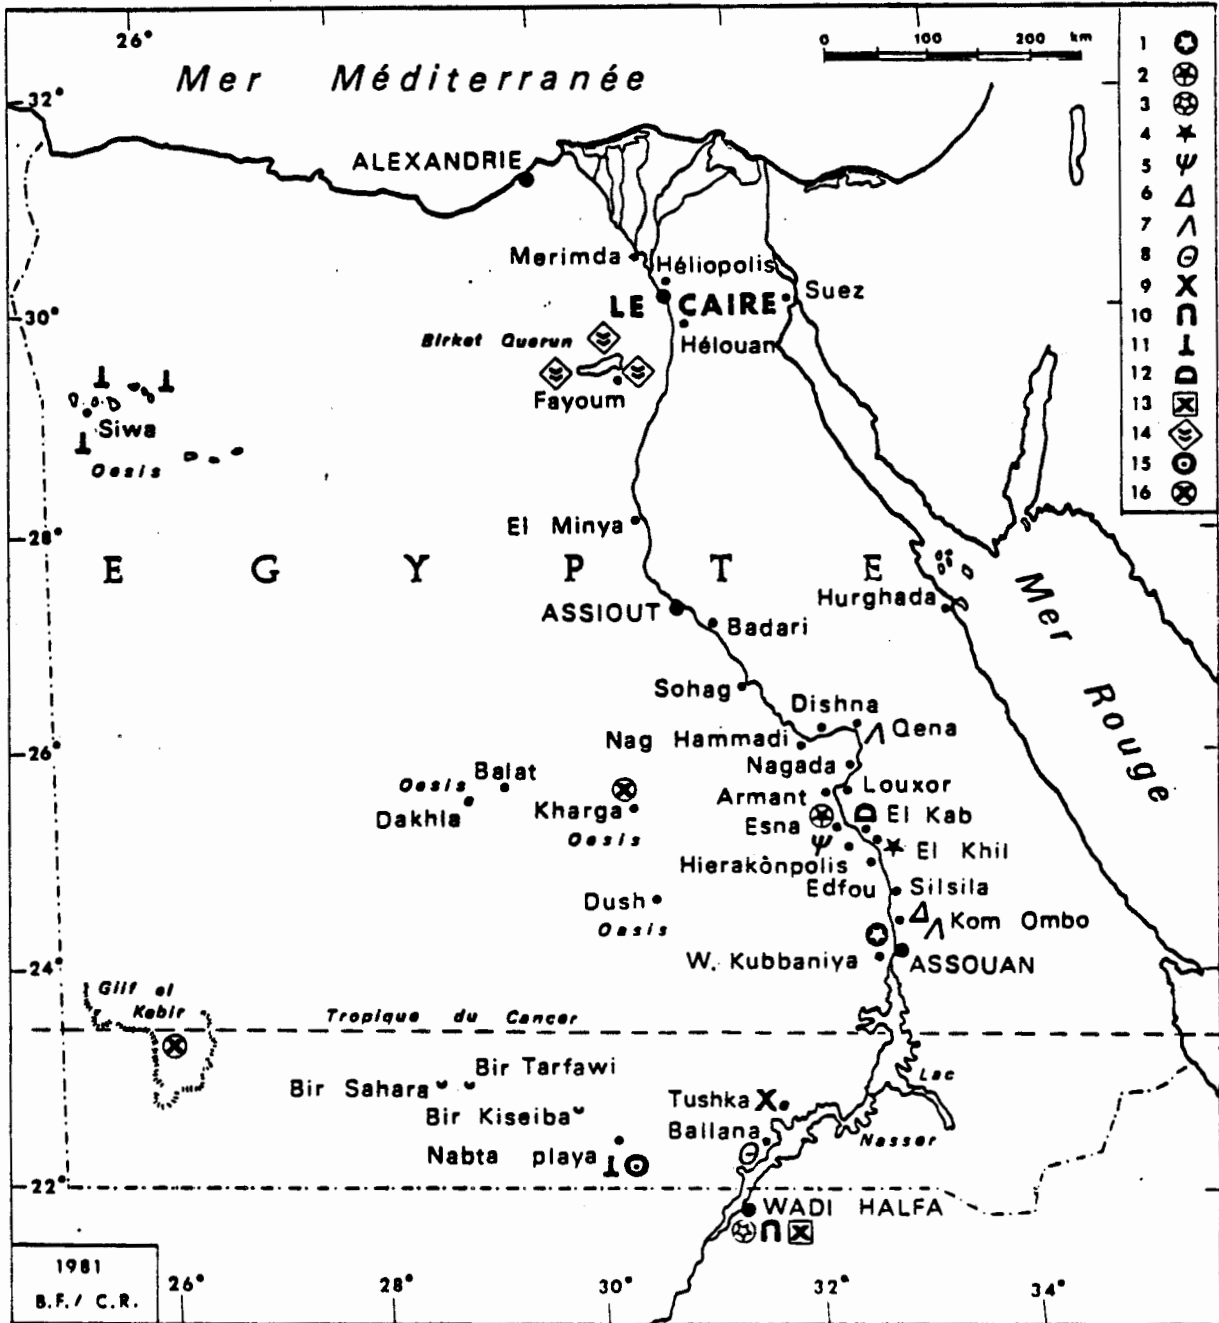 26°
0 100 200 km
Mer Méditerranée
32°
ALEXANDRIE
Merimda
Héliopolis
LE CAIRE
Suez
30°
Birket Querun
Hélouan
Fayoum
Siwa
Oasis
El Minya
28°
E G Y P T E
Hurghada
Mer Rouge
ASSIOUT
Badari
Sohag
Dishna
Qena
Nag Hammadi
26°
Nagada
Oasis Balat
Dakhla
Kharga
Oasis
Armant
Louxor
Esna
El Kab
El Khil
Hierakônpolis
Edfou
Silsila
Dush
Oasis
Kom Ombo
W. Kubbaniya
ASSOUAN
24°
Gilf el
Kebir
Tropique du Cancer
Bir Tarfawi
Bir Sahara
Bir Kiseiba
Lac
Nasser
Tushka
Ballana
Nabta playa
22°
WADI HALFA
1981
B.F./ C.R.
26° 28° 30° 32° 34°
1
2
3
4
5
6
7
8
9
10
11
12
13
14
15
16